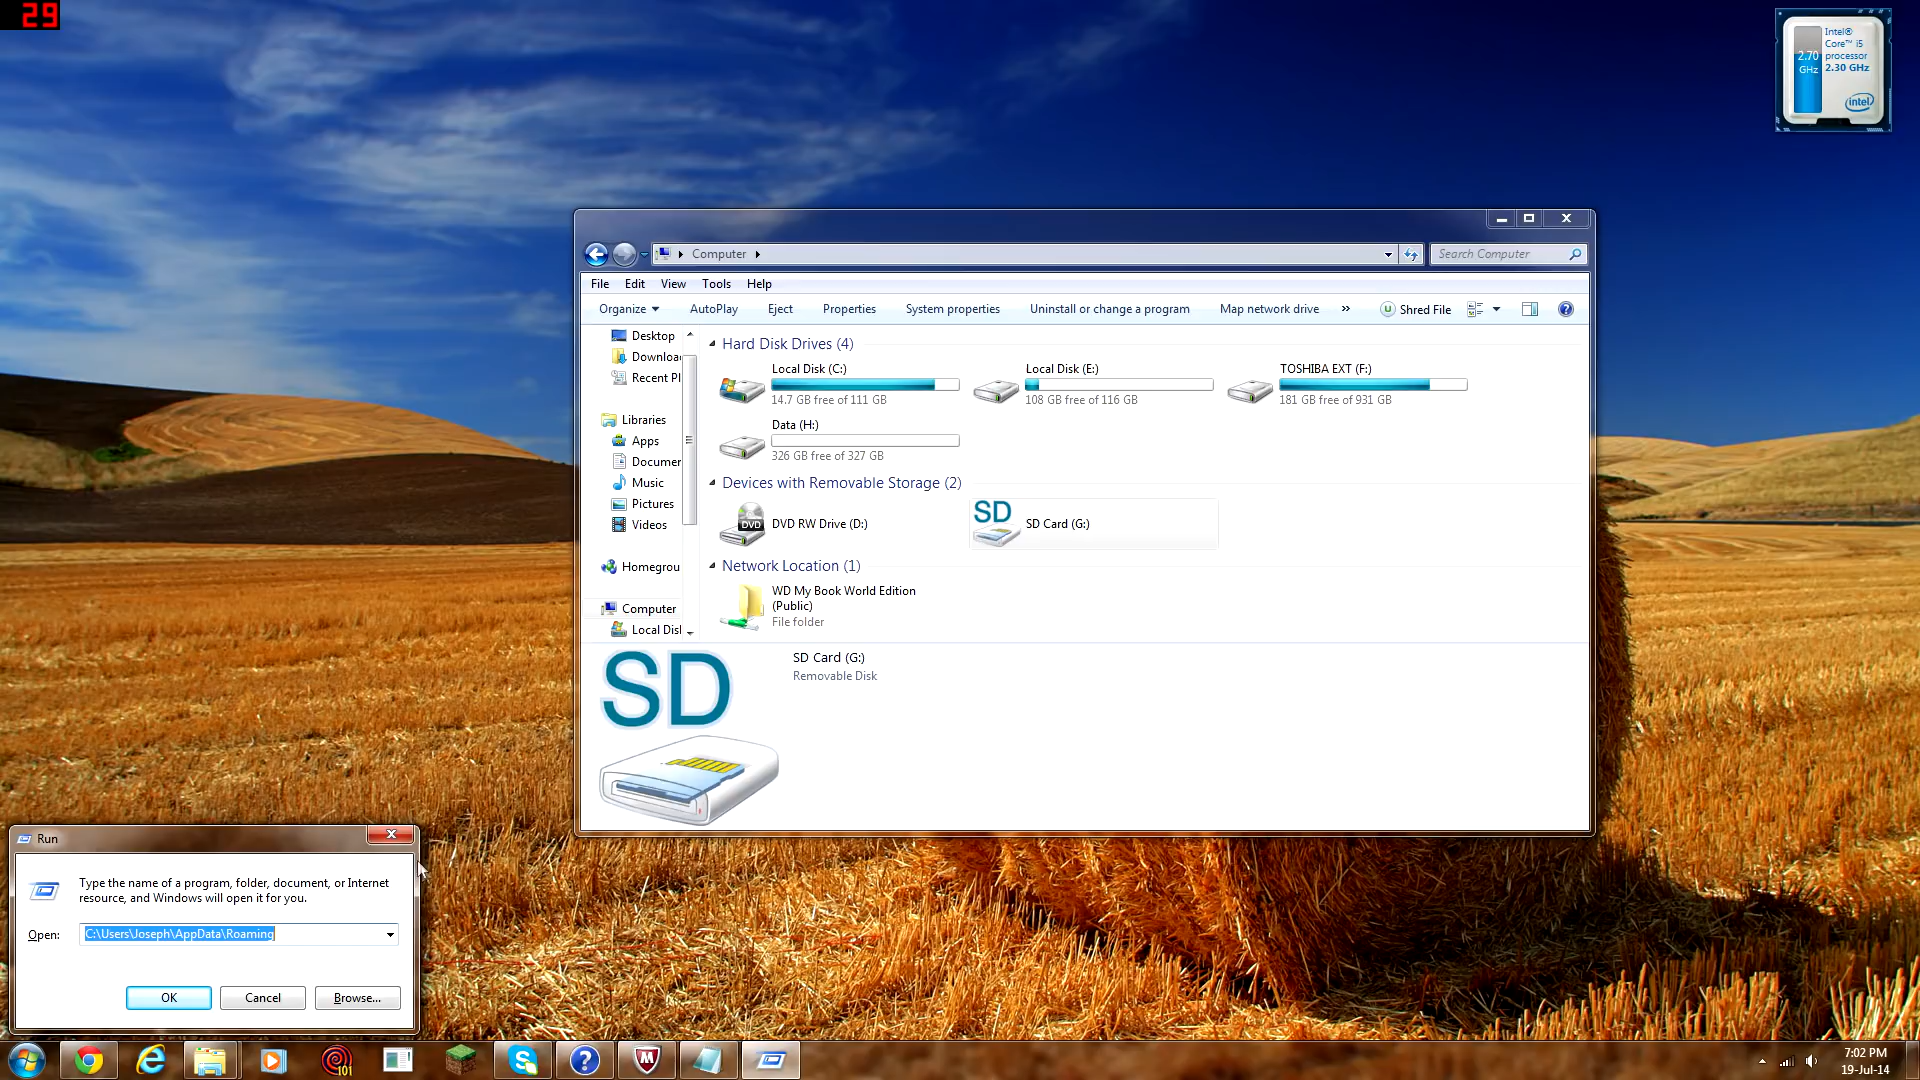 29
Intel®
Core™ i5
processor
2.30 GHz
2.70
GHz
intel
Computer
Search Computer
File Edit View Tools Help
Organize AutoPlay Eject Properties System properties Uninstall or change a program Map network drive » Shred File
Desktop
Downloa
Recent Pl
Libraries
Apps
Documer
Music
Pictures
Videos
Homegrou
Computer
Local Disl
Hard Disk Drives (4)
Local Disk (C:)
14.7 GB free of 111 GB
Local Disk (E:)
108 GB free of 116 GB
TOSHIBA EXT (F:)
181 GB free of 931 GB
Data (H:)
326 GB free of 327 GB
Devices with Removable Storage (2)
DVD
DVD RW Drive (D:)
SD
SD Card (G:)
Network Location (1)
WD My Book World Edition
(Public)
File folder
SD
SD Card (G:)
Removable Disk
Run
Type the name of a program, folder, document, or Internet
resource, and Windows will open it for you.
Open: C:\Users\Joseph\AppData\Roaming
OK Cancel Browse...
101
7:02 PM
19-Jul-14